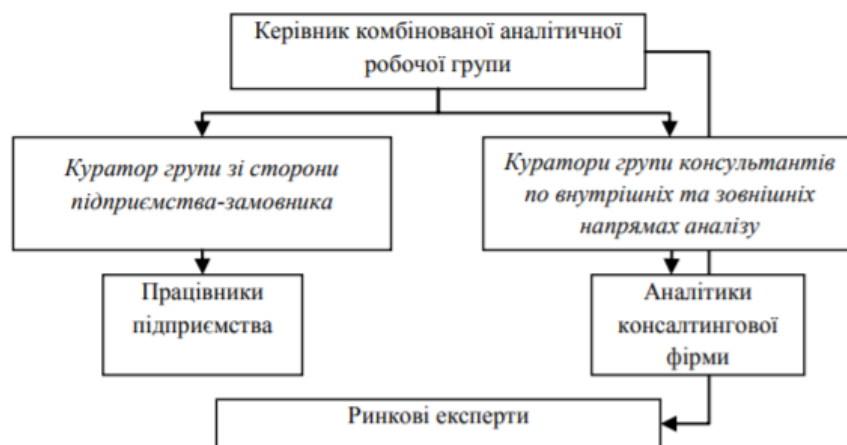 Керівник комбінованої аналітичної
робочої групи
Куратор групи зі сторони
підприємства-замовника
Куратори групи консультантів
по внутрішніх та зовнішніх
напрямах аналізу
Працівники
підприємства
Аналітики
консалтингової
фірми
Ринкові експерти